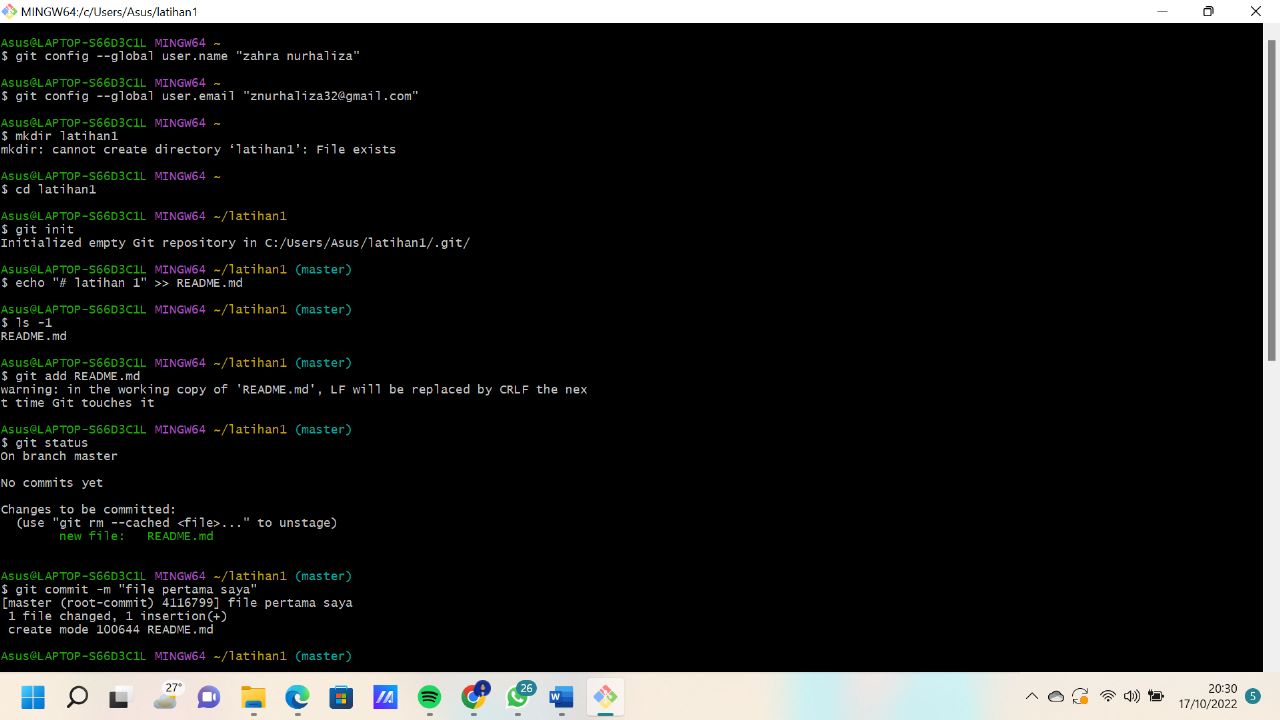 MINGW64:/c/Users/Asus/latihan1
Asus@LAPTOP-S66D3C1L MINGW64 ~
$ git config --global user.name "zahra nurhaliza"
Asus@LAPTOP-S66D3C1L MINGW64 ~
$ git config --global user.email "znurhaliza32@gmail.com"
Asus@LAPTOP-S66D3C1L MINGW64 ~
$ mkdir latihan1
mkdir: cannot create directory ‘latihan1’: File exists
Asus@LAPTOP-S66D3C1L MINGW64 ~
$ cd latihan1
Asus@LAPTOP-S66D3C1L MINGW64 ~/latihan1
$ git init
Initialized empty Git repository in C:/Users/Asus/latihan1/.git/
Asus@LAPTOP-S66D3C1L MINGW64 ~/latihan1 (master)
$ echo "# latihan 1" >> README.md
Asus@LAPTOP-S66D3C1L MINGW64 ~/latihan1 (master)
$ ls -1
README.md
Asus@LAPTOP-S66D3C1L MINGW64 ~/latihan1 (master)
$ git add README.md
warning: in the working copy of 'README.md', LF will be replaced by CRLF the nex
t time Git touches it
Asus@LAPTOP-S66D3C1L MINGW64 ~/latihan1 (master)
$ git status
On branch master
No commits yet
Changes to be committed:
(use "git rm --cached <file>..." to unstage)
new file:   README.md
Asus@LAPTOP-S66D3C1L MINGW64 ~/latihan1 (master)
$ git commit -m "file pertama saya"
[master (root-commit) 4116799] file pertama saya
1 file changed, 1 insertion(+)
create mode 100644 README.md
Asus@LAPTOP-S66D3C1L MINGW64 ~/latihan1 (master)
27°
26
20:30
17/10/2022
5